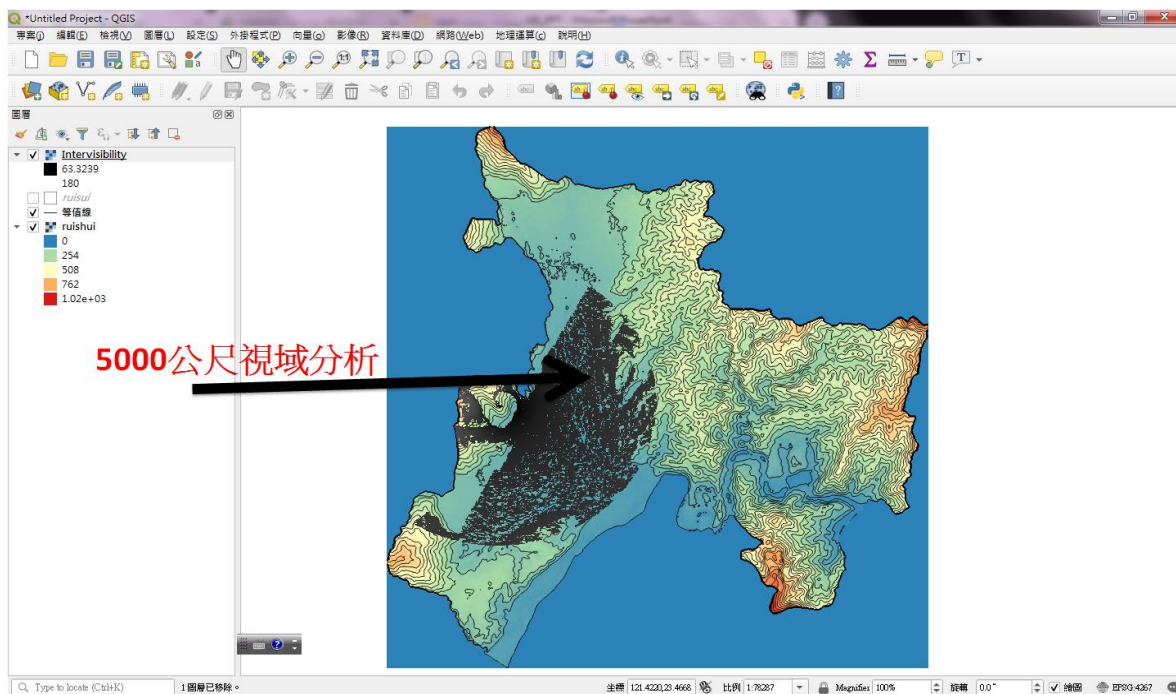 *Untitled Project - QGIS
專案(J) 編輯(E) 檢視(V) 圖層(L) 設定(S) 外掛程式(P) 向量(O) 影像(R) 資料庫(D) 網路(Web) 地理運算(C) 說明(H)
圖層
Intervisibility
63.3239
180
ruisui
等值線
ruishui
0
254
508
762
1.02e+03
5000公尺視域分析
Type to locate (Ctrl+K) 1 圖層已移除。 坐標 121.4220,23.4668 比例 1:78287 Magnifier 100% 旋轉 0.0 ° 繪圖 EPSG:4267